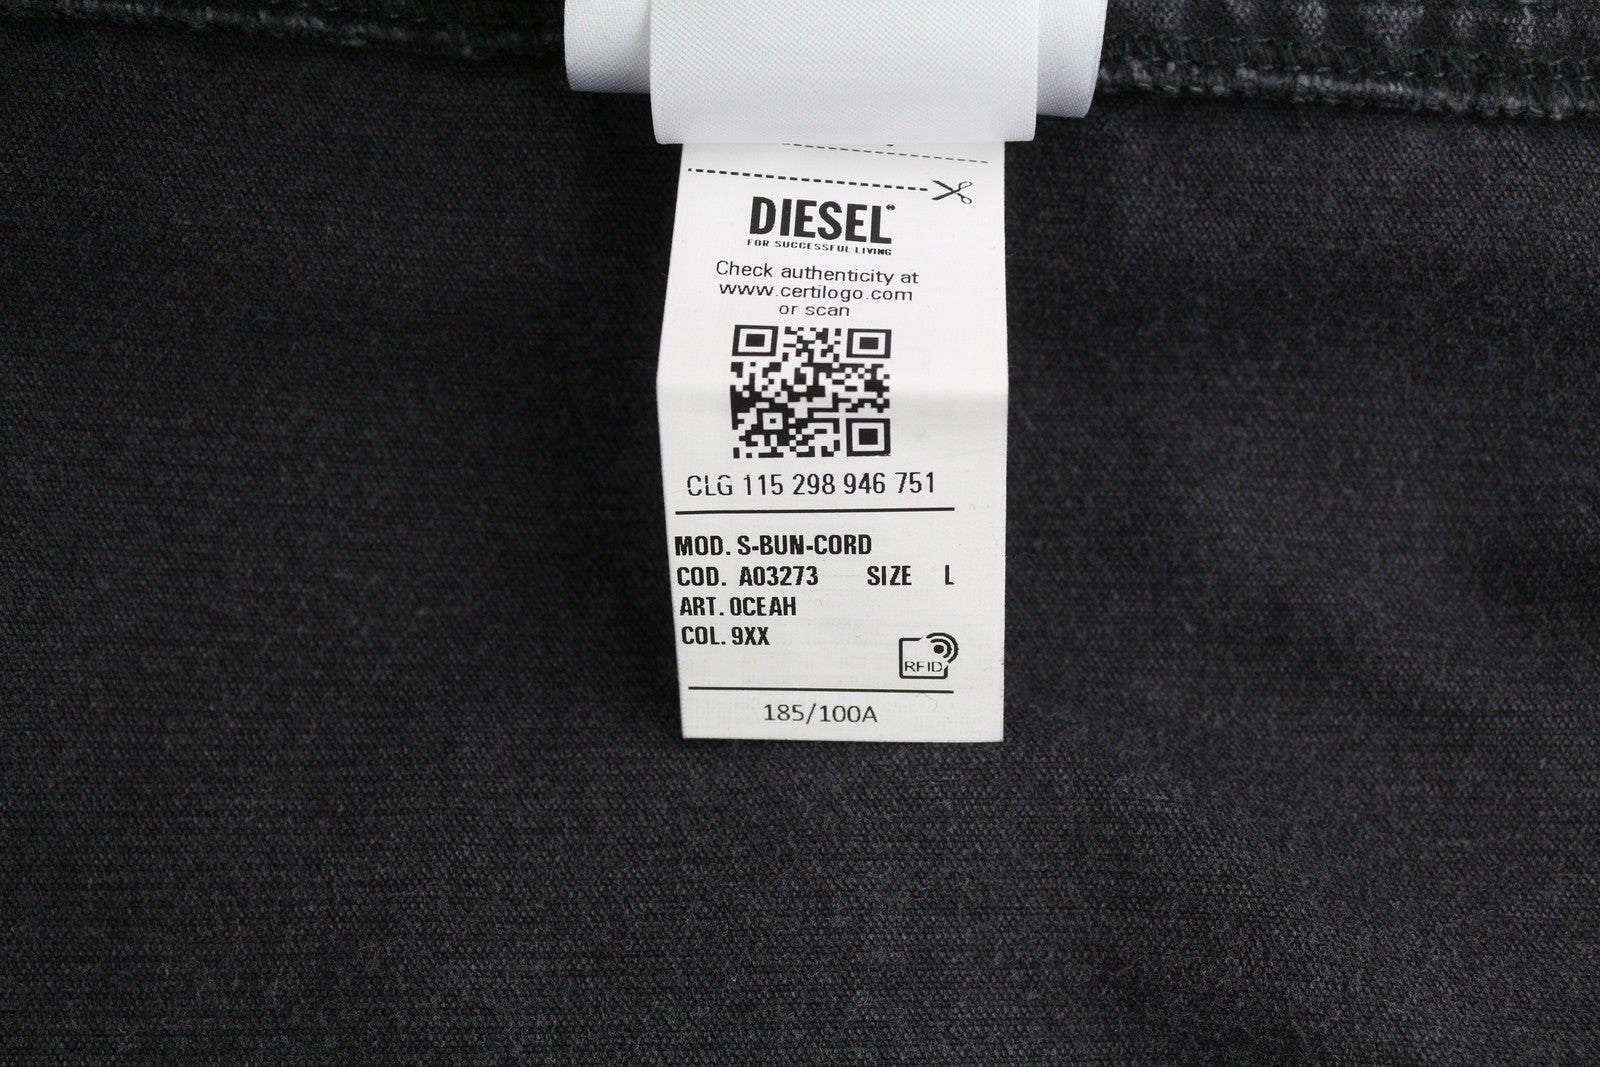 DIESEL®
FOR SUCCESSFUL LIVING
Check authenticity at
www.certilogo.com
or scan
CLG 115 298 946 751
MOD. S-BUN-CORD
COD. A03273 SIZE L
ART. OCEAH
COL. 9XX
RFID
185/100A